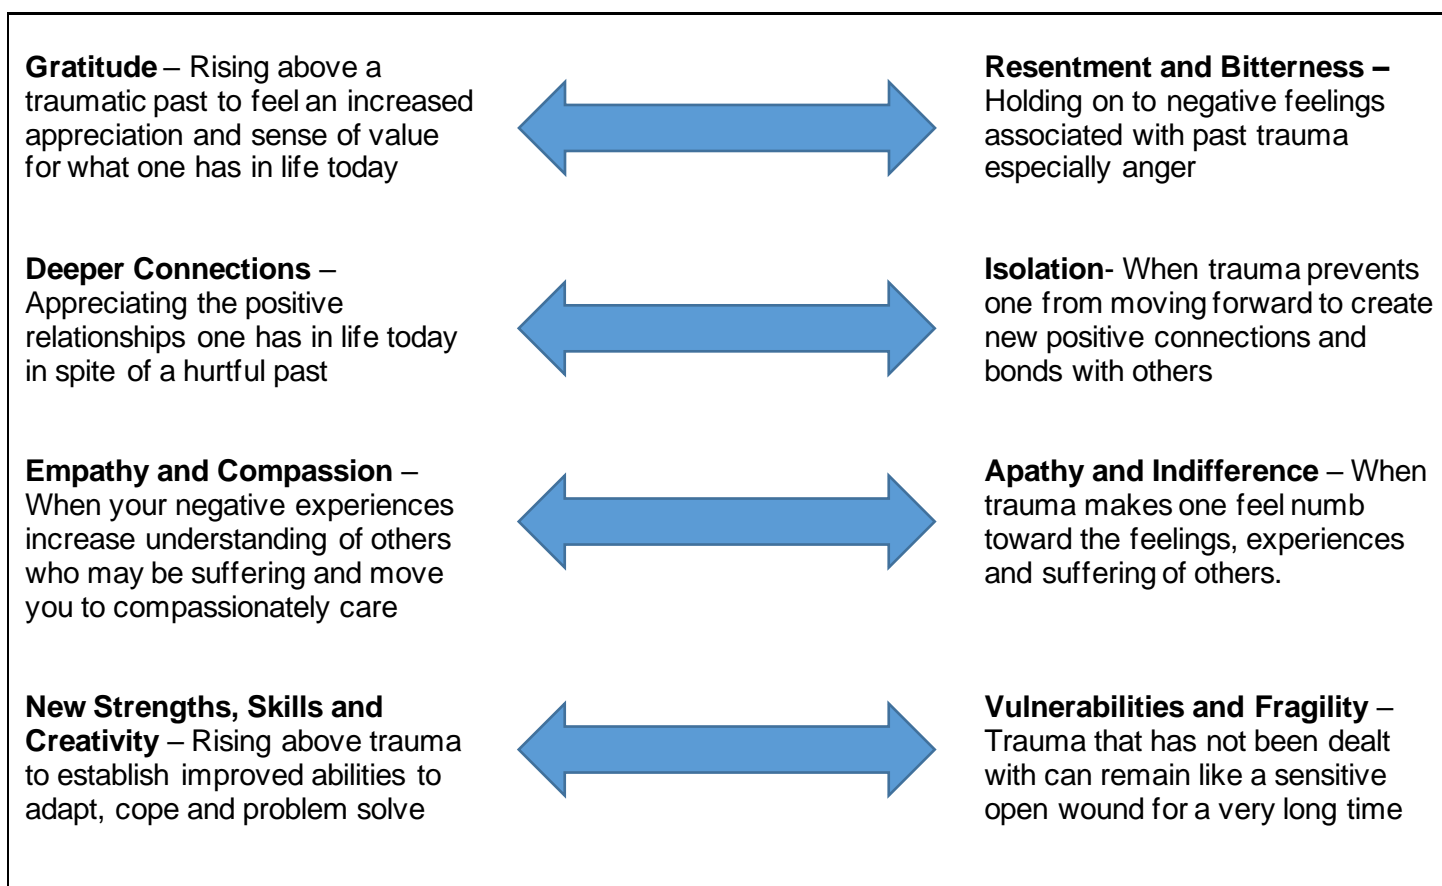 Gratitude – Rising above a
traumatic past to feel an increased
appreciation and sense of value
for what one has in life today
Resentment and Bitterness –
Holding on to negative feelings
associated with past trauma
especially anger
Deeper Connections –
Appreciating the positive
relationships one has in life today
in spite of a hurtful past
Isolation- When trauma prevents
one from moving forward to create
new positive connections and
bonds with others
Empathy and Compassion –
When your negative experiences
increase understanding of others
who may be suffering and move
you to compassionately care
Apathy and Indifference – When
trauma makes one feel numb
toward the feelings, experiences
and suffering of others.
New Strengths, Skills and
Creativity – Rising above trauma
to establish improved abilities to
adapt, cope and problem solve
Vulnerabilities and Fragility –
Trauma that has not been dealt
with can remain like a sensitive
open wound for a very long time